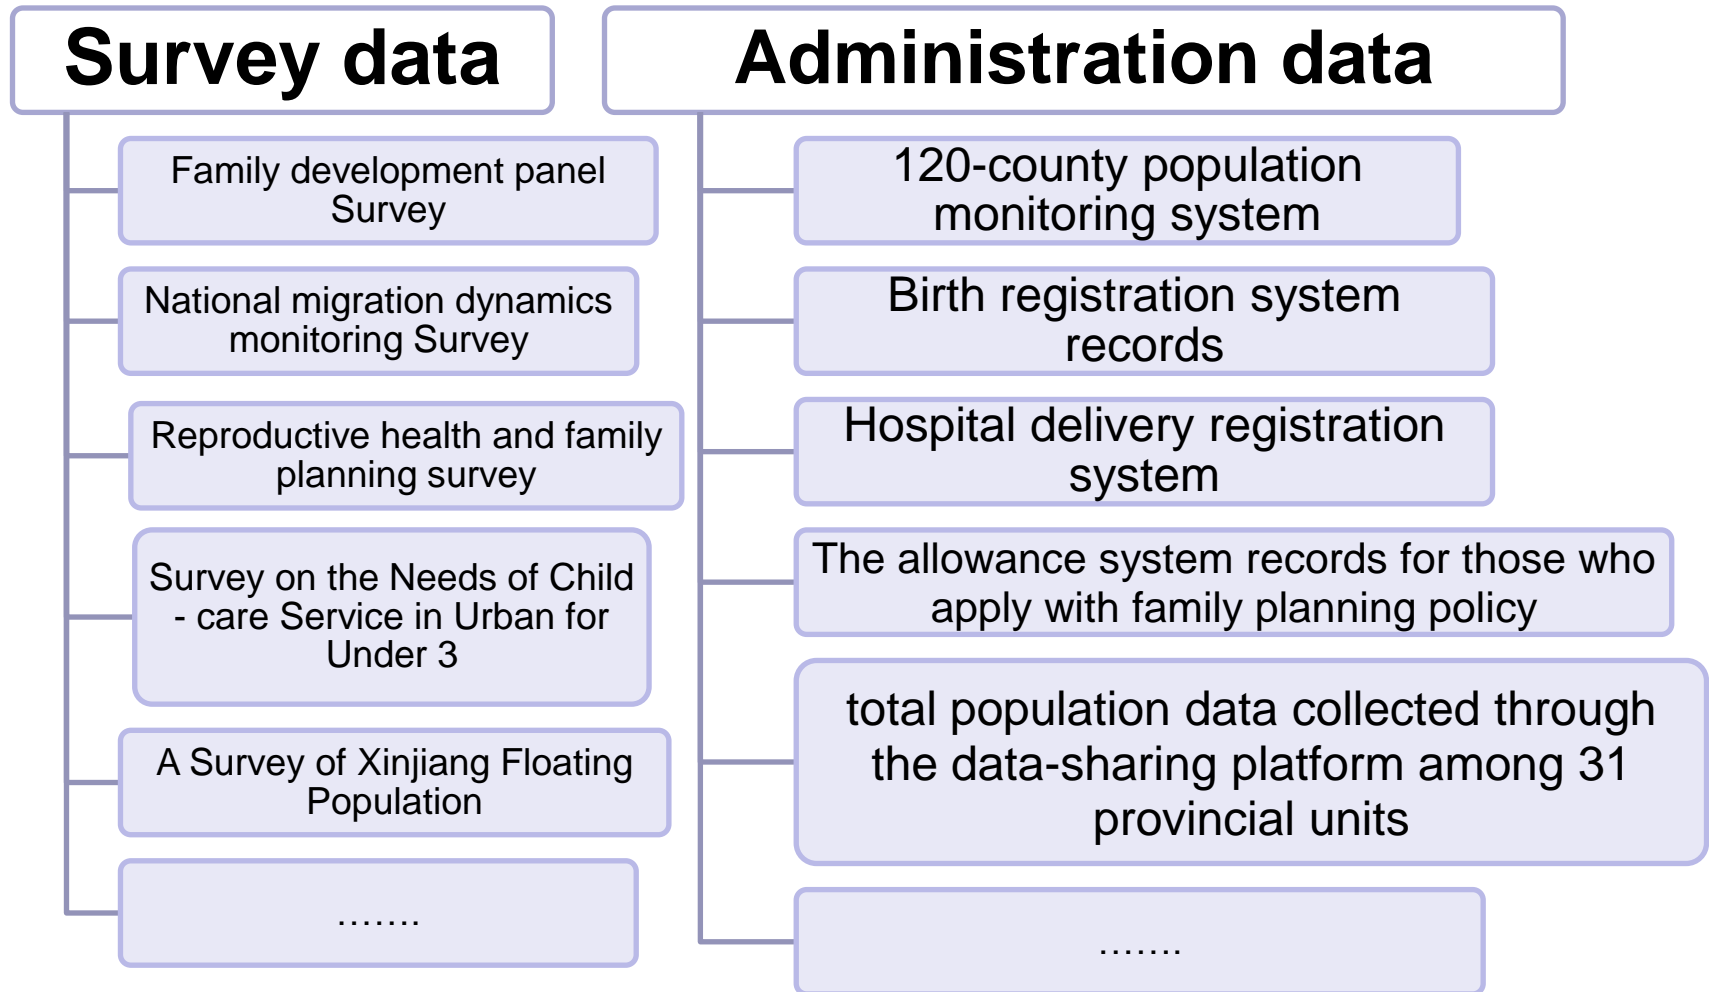 Survey data
Family development panel
Survey
National migration dynamics
monitoring Survey
Reproductive health and family
planning survey
Survey on the Needs of Child
- care Service in Urban for
Under 3
A Survey of Xinjiang Floating
Population
…….
Administration data
120-county population
monitoring system
Birth registration system
records
Hospital delivery registration
system
The allowance system records for those who
apply with family planning policy
total population data collected through
the data-sharing platform among 31
provincial units
…….